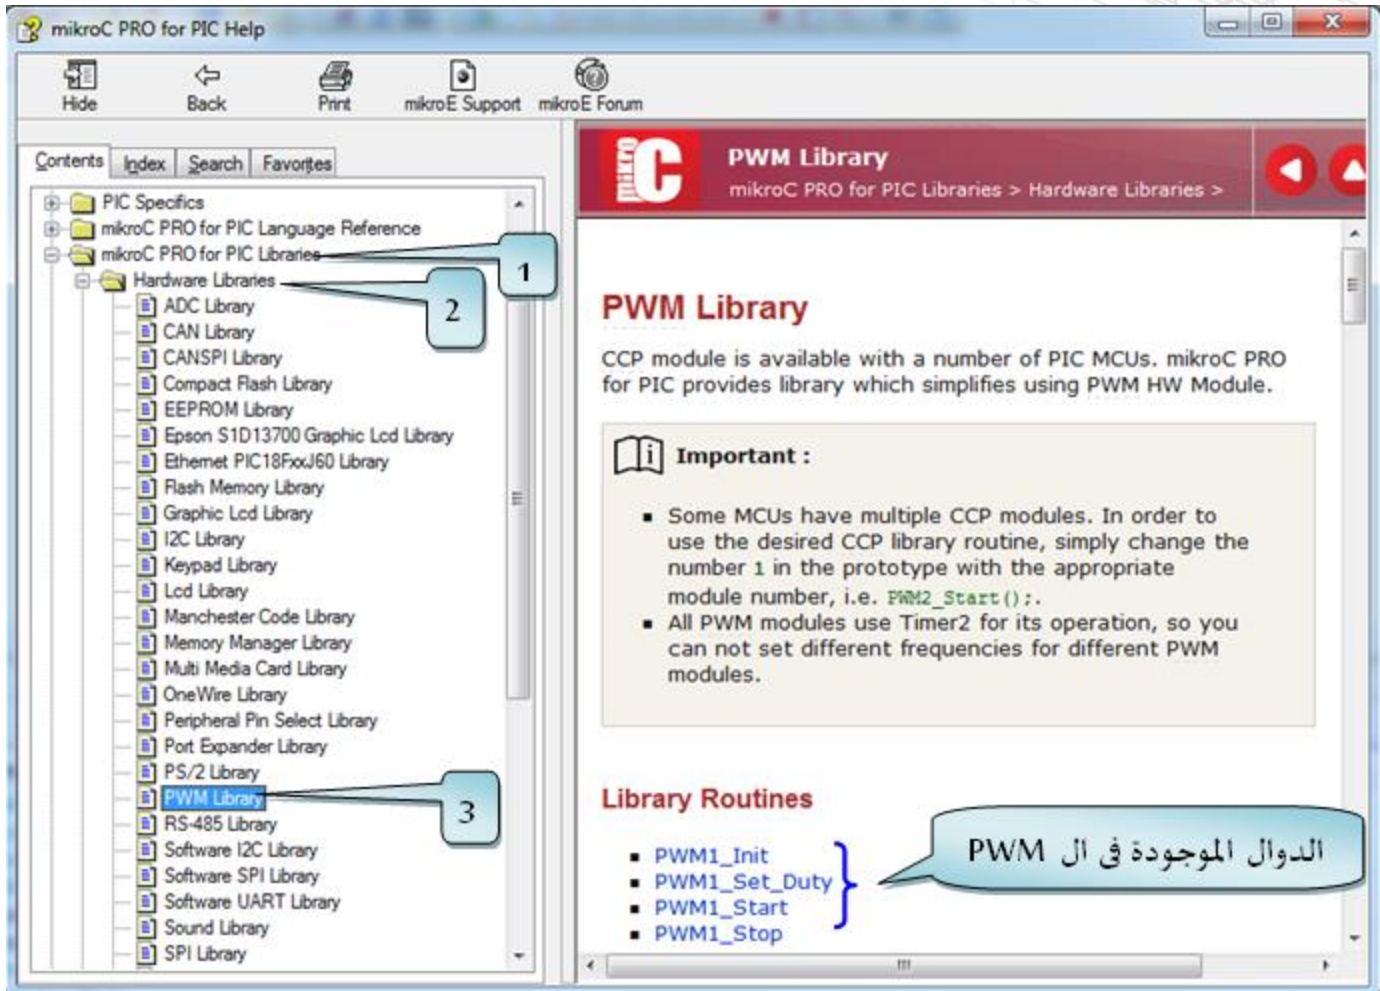 mikroC PRO for PIC Help
Hide Back Print mikroE Support mikroE Forum
Contents Index Search Favorites
PIC Specifics
mikroC PRO for PIC Language Reference
mikroC PRO for PIC Libraries
1
Hardware Libraries
2
ADC Library
CAN Library
CANSPI Library
Compact Flash Library
EEPROM Library
Epson S1D13700 Graphic Lcd Library
Ethernet PIC18FxxJ60 Library
Flash Memory Library
Graphic Lcd Library
I2C Library
Keypad Library
Lcd Library
Manchester Code Library
Memory Manager Library
Multi Media Card Library
OneWire Library
Peripheral Pin Select Library
Port Expander Library
PS/2 Library
PWM Library
3
RS-485 Library
Software I2C Library
Software SPI Library
Software UART Library
Sound Library
SPI Library
mikro C
PWM Library
mikroC PRO for PIC Libraries > Hardware Libraries >
PWM Library
CCP module is available with a number of PIC MCUs. mikroC PRO
for PIC provides library which simplifies using PWM HW Module.
Important :
Some MCUs have multiple CCP modules. In order to
use the desired CCP library routine, simply change the
number 1 in the prototype with the appropriate
module number, i.e. PWM2_Start();.
All PWM modules use Timer2 for its operation, so you
can not set different frequencies for different PWM
modules.
Library Routines
PWM1_Init
PWM1_Set_Duty
PWM1_Start
PWM1_Stop
الدوال الموجودة فى ال PWM